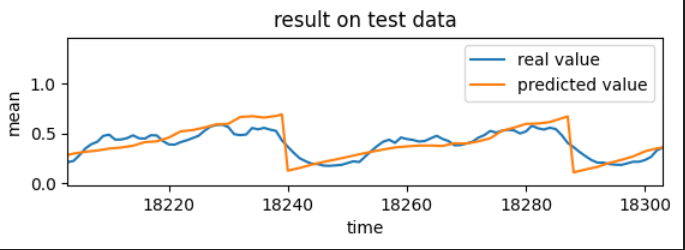 result on test data
real value
predicted value
1.0
0.5
0.0
mean
18220 18240 18260 18280 18300
time